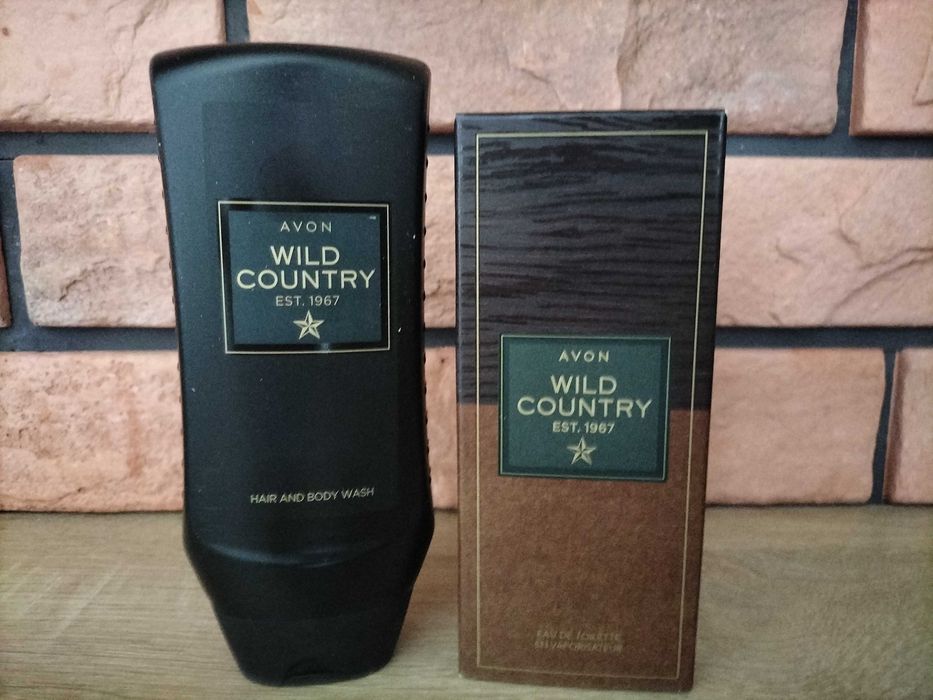 AVON
WILD
COUNTRY
EST. 1967
HAIR AND BODY WASH
AVON
WILD
COUNTRY
EST. 1967
EAU DE TOILETTE
EN VAPORISATEUR